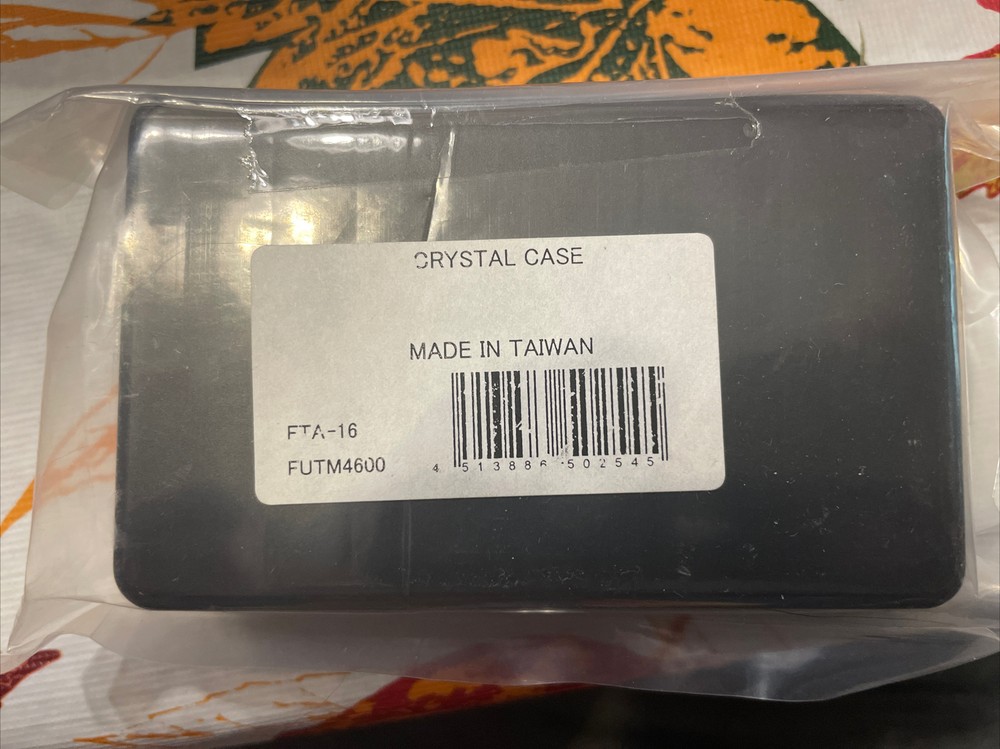 CRYSTAL CASE
MADE IN TAIWAN
FTA-16
FUTM4600
4 513886 502545